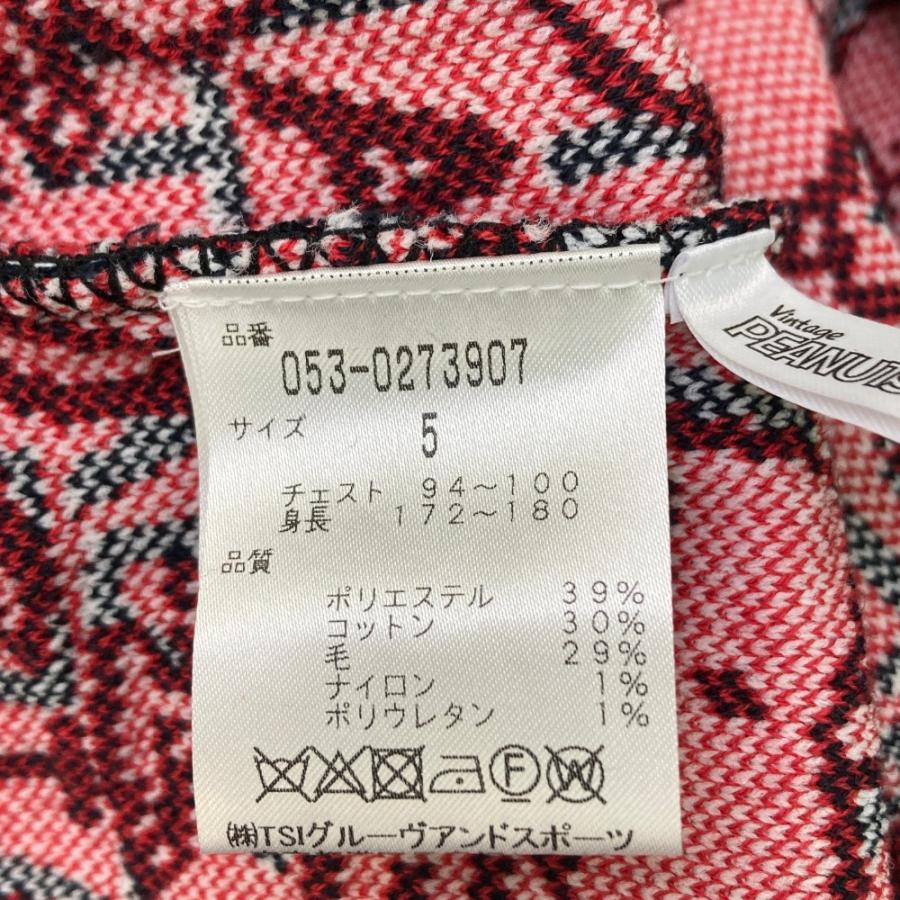 品番
053-0273907
サイズ 5
チェスト 94～100
身長 172～180
品質
ポリエステル 39%
コットン 30%
毛 29%
ナイロン 1%
ポリウレタン 1%
F W
㈱TSIグルーヴアンドスポーツ
Vintage
PEANUTS